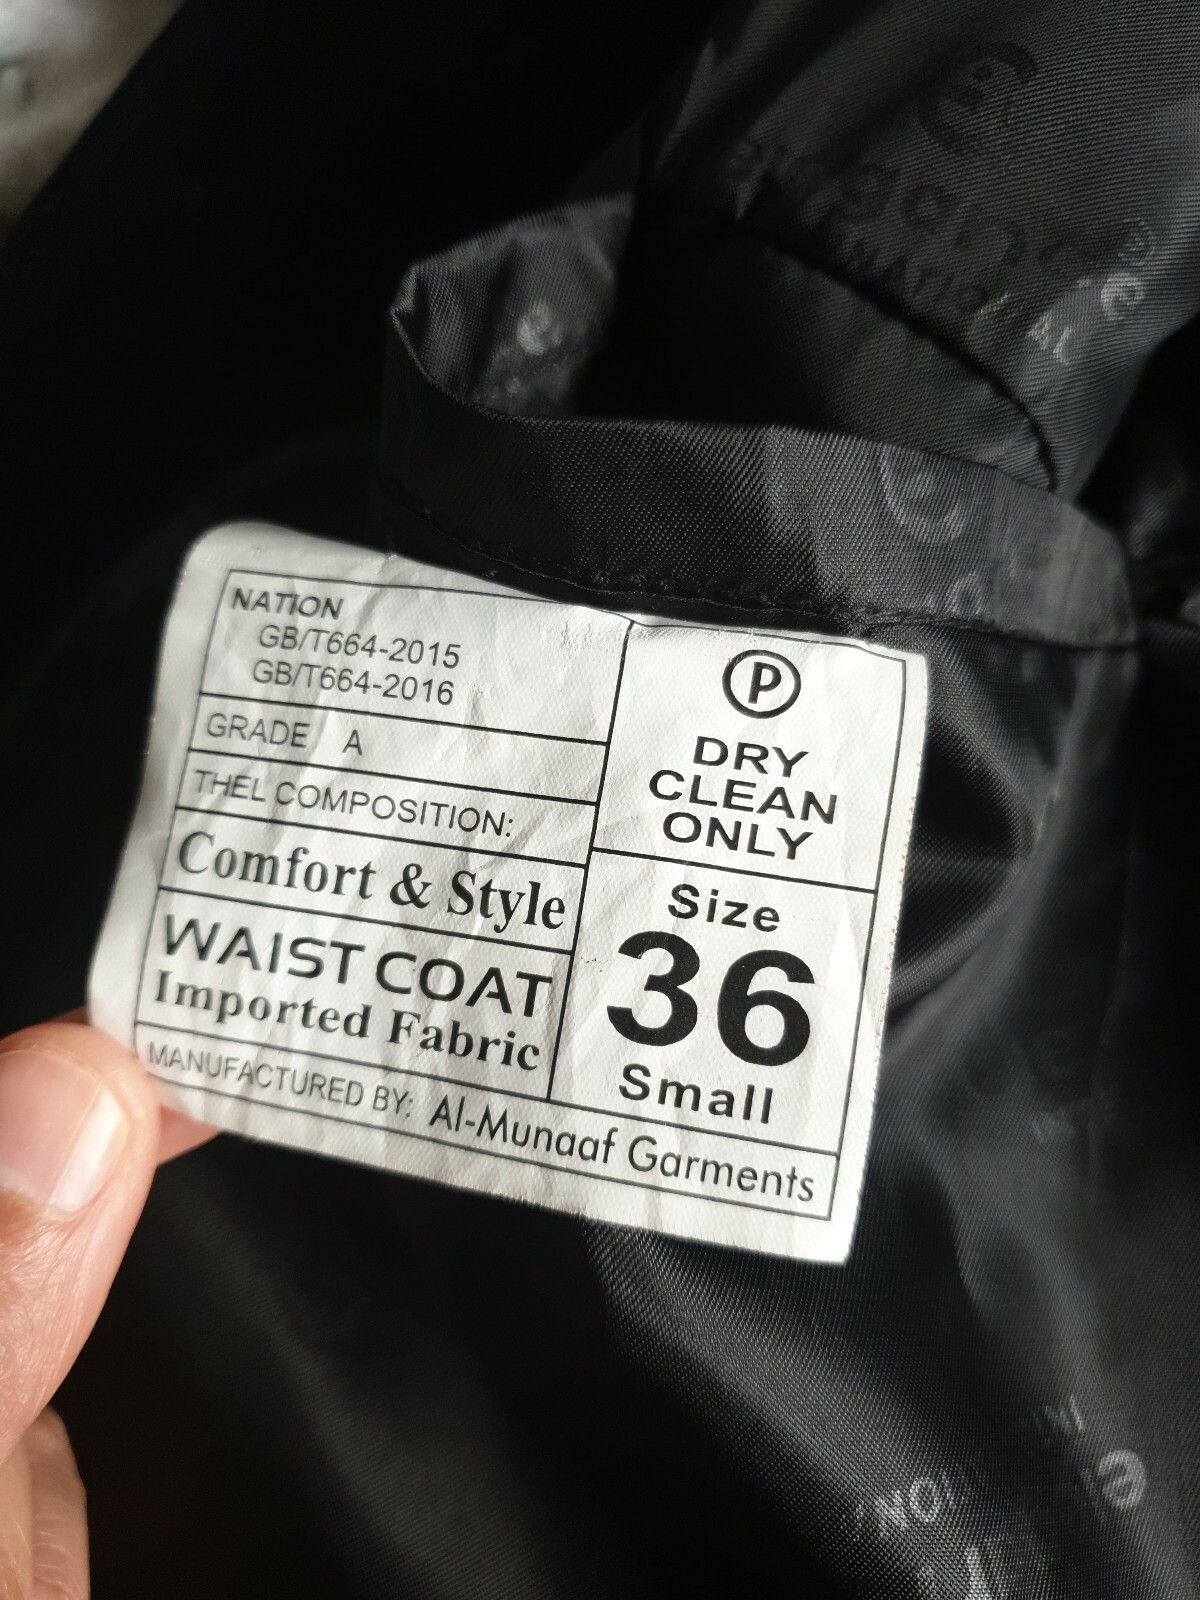 NATION
GB/T664-2015
GB/T664-2016
GRADE A
THEL COMPOSITION:
Comfort & Style
WAIST COAT
Imported Fabric
MANUFACTURED BY: Al-Munaaf Garments
P
DRY
CLEAN
ONLY
Size
36
Small